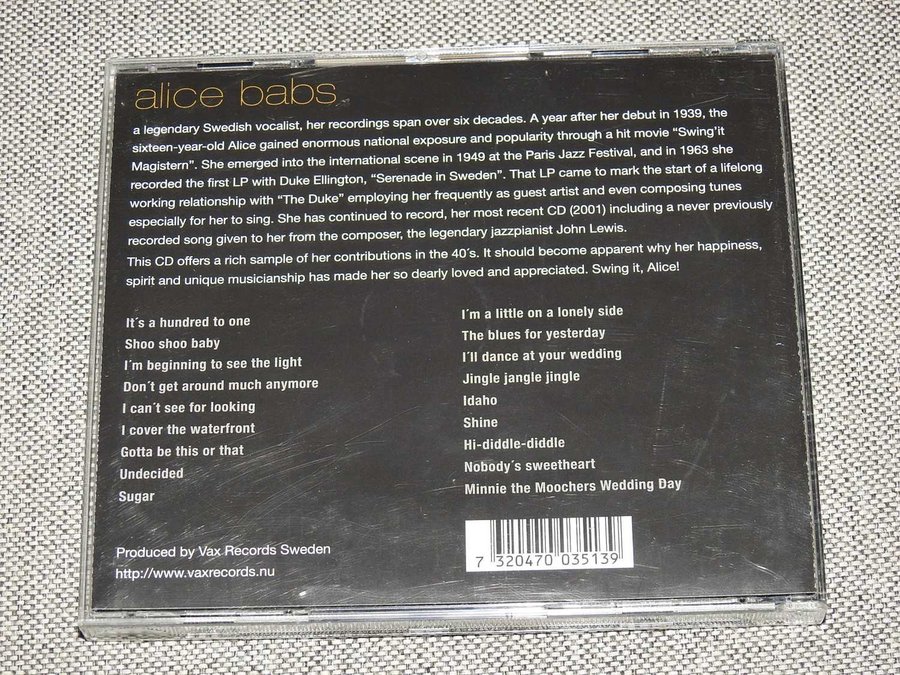 alice babs
a legendary Swedish vocalist, her recordings span over six decades. A year after her debut in 1939, the
sixteen-year-old Alice gained enormous national exposure and popularity through a hit movie “Swing’it
Magistern”. She emerged into the international scene in 1949 at the Paris Jazz Festival, and in 1963 she
recorded the first LP with Duke Ellington, “Serenade in Sweden”. That LP came to mark the start of a lifelong
working relationship with “The Duke” employing her frequently as guest artist and even composing tunes
especially for her to sing. She has continued to record, her most recent CD (2001) including a never previously
recorded song given to her from the composer, the legendary jazzpianist John Lewis.
This CD offers a rich sample of her contributions in the 40´s. It should become apparent why her happiness,
spirit and unique musicianship has made her so dearly loved and appreciated. Swing it, Alice!
It´s a hundred to one
Shoo shoo baby
I´m beginning to see the light
Don´t get around much anymore
I can´t see for looking
I cover the waterfront
Gotta be this or that
Undecided
Sugar
I´m a little on a lonely side
The blues for yesterday
I´ll dance at your wedding
Jingle jangle jingle
Idaho
Shine
Hi-diddle-diddle
Nobody´s sweetheart
Minnie the Moochers Wedding Day
Produced by Vax Records Sweden
http://www.vaxrecords.nu
7 320470 035139